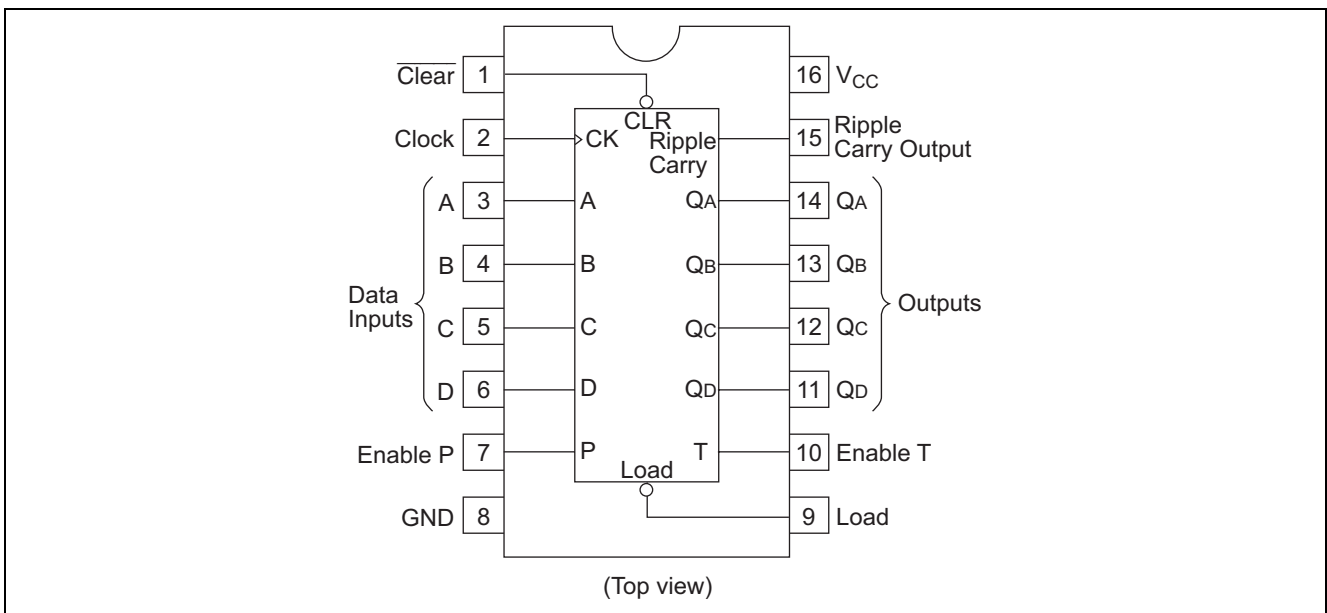 Clear 1 16 VCC
CLR
Clock 2 CK Ripple Carry 15 Ripple Carry Output
A 3 A QA 14 QA
B 4 B QB 13 QB
Data Inputs
Outputs
C 5 C QC 12 QC
D 6 D QD 11 QD
Enable P 7 P T 10 Enable T
Load
GND 8 9 Load
(Top view)